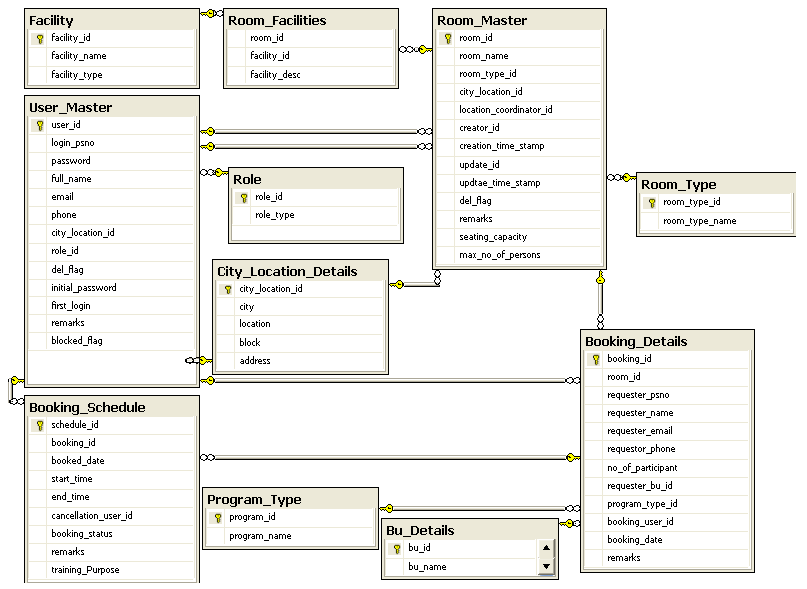 Facility
facility_id
facility_name
facility_type
Room_Facilities
room_id
facility_id
facility_desc
Room_Master
room_id
room_name
room_type_id
city_location_id
location_coordinator_id
creator_id
creation_time_stamp
update_id
updtae_time_stamp
del_flag
remarks
seating_capacity
max_no_of_persons
User_Master
user_id
login_psno
password
full_name
email
phone
city_location_id
role_id
del_flag
initial_password
first_login
remarks
blocked_flag
Role
role_id
role_type
Room_Type
room_type_id
room_type_name
City_Location_Details
city_location_id
city
location
block
address
Booking_Details
booking_id
room_id
requester_psno
requester_name
requester_email
requestor_phone
no_of_participant
requester_bu_id
program_type_id
booking_user_id
booking_date
remarks
Booking_Schedule
schedule_id
booking_id
booked_date
start_time
end_time
cancellation_user_id
booking_status
remarks
training_Purpose
Program_Type
program_id
program_name
Bu_Details
bu_id
bu_name